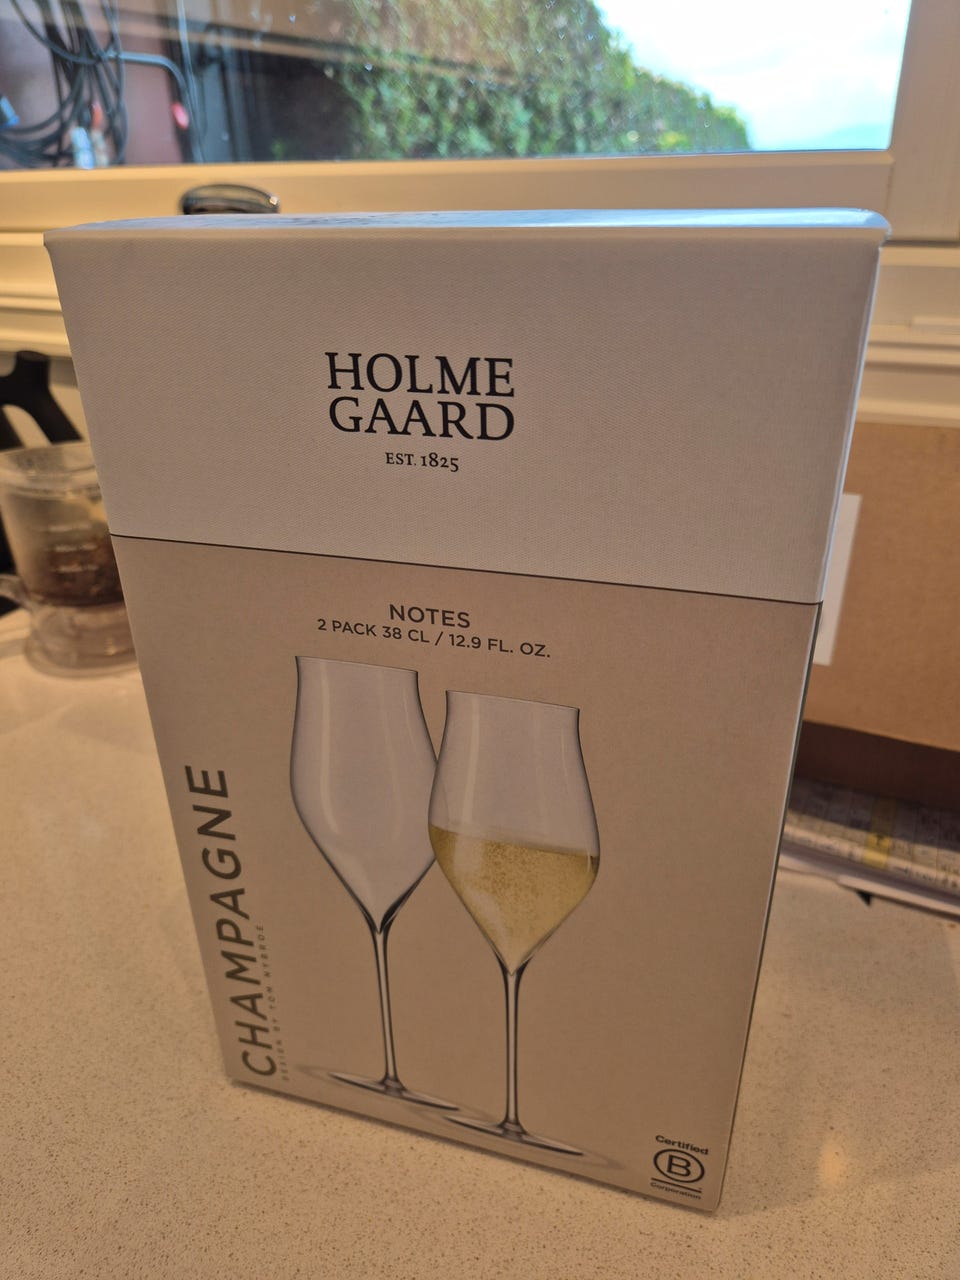 HOLME
GAARD
EST. 1825
NOTES
2 PACK 38 CL / 12.9 FL. OZ.
CHAMPAGNE
DESIGN BY TOM NYBROE
Certified
B
Corporation